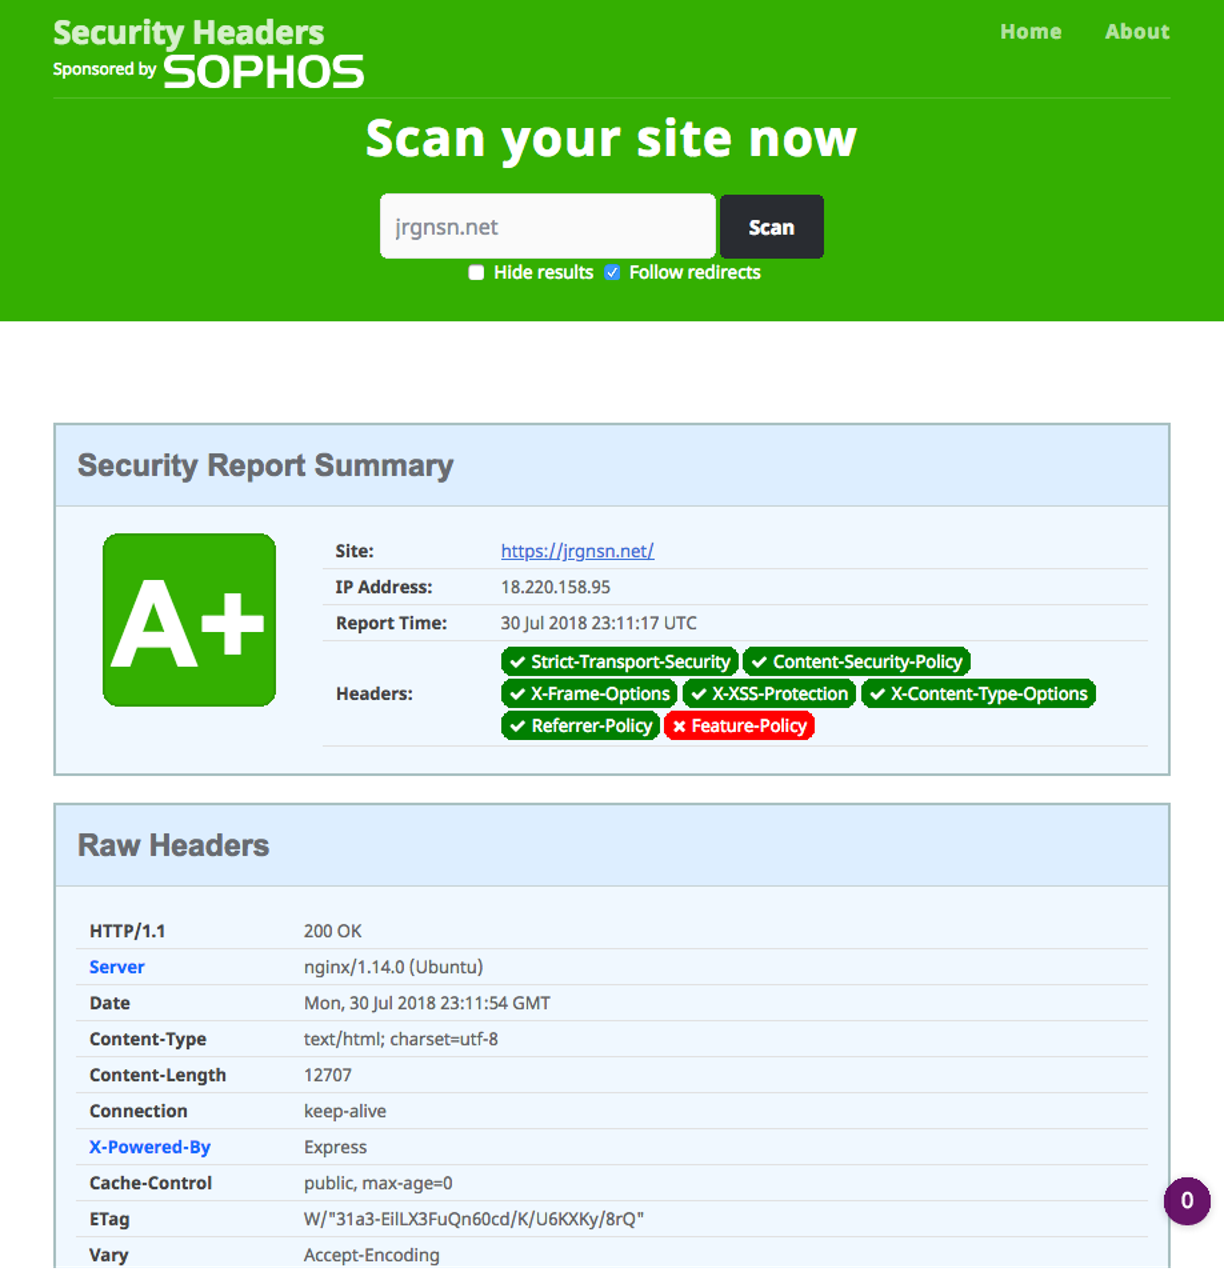 Security Headers
Home About
Sponsored by SOPHOS
Scan your site now
jrgnsn.net Scan
Hide results Follow redirects
Security Report Summary
A+
Site: https://jrgnsn.net/
IP Address: 18.220.158.95
Report Time: 30 Jul 2018 23:11:17 UTC
Headers: Strict-Transport-Security Content-Security-Policy
X-Frame-Options X-XSS-Protection X-Content-Type-Options
Referrer-Policy Feature-Policy
Raw Headers
HTTP/1.1 200 OK
Server nginx/1.14.0 (Ubuntu)
Date Mon, 30 Jul 2018 23:11:54 GMT
Content-Type text/html; charset=utf-8
Content-Length 12707
Connection keep-alive
X-Powered-By Express
Cache-Control public, max-age=0
ETag W/"31a3-EilLX3FuQn60cd/K/U6KXKy/8rQ"
Vary Accept-Encoding
0